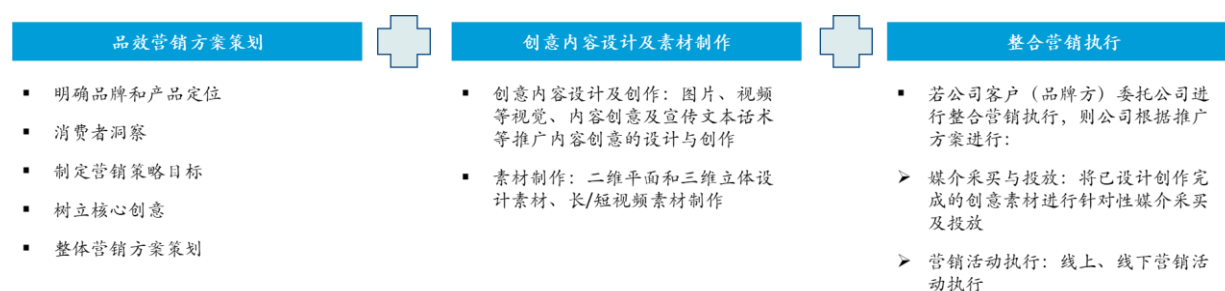 品效营销方案策划
▪ 明确品牌和产品定位
▪ 消费者洞察
▪ 制定营销策略目标
▪ 树立核心创意
▪ 整体营销方案策划
创意内容设计及素材制作
▪ 创意内容设计及创作：图片、视频
等视觉、内容创意及宣传文本话术
等推广内容创意的设计与创作
▪ 素材制作：二维平面和三维立体设
计素材、长/短视频素材制作
整合营销执行
▪ 若公司客户（品牌方）委托公司进
行整合营销执行，则公司根据推广
方案进行：
➢ 媒介采买与投放：将已设计创作完
成的创意素材进行针对性媒介采买
及投放
➢ 营销活动执行：线上、线下营销活
动执行